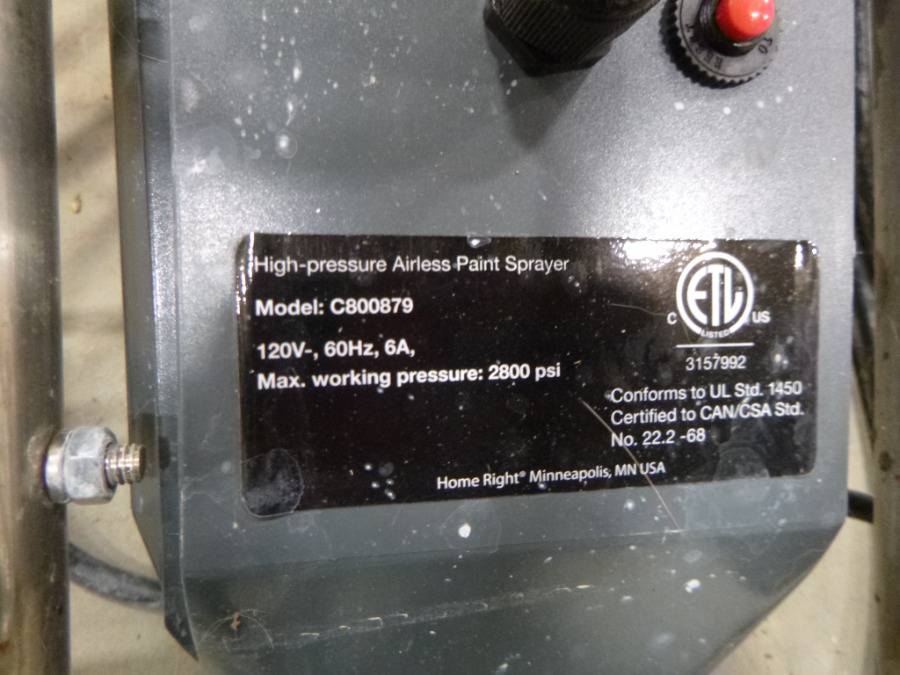 High-pressure Airless Paint Sprayer
Model: C800879
120V~, 60Hz, 6A,
Max. working pressure: 2800 psi
ETL
C US
LISTED
3157992
Conforms to UL Std. 1450
Certified to CAN/CSA Std.
No. 22.2 -68
Home Right® Minneapolis, MN USA